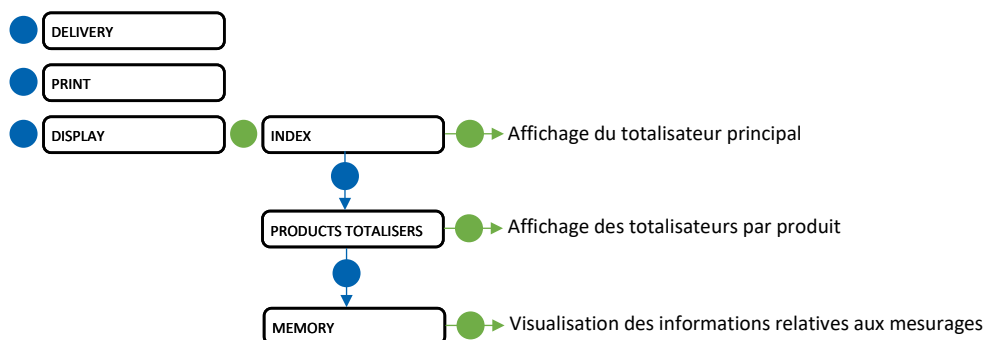 DELIVERY
PRINT
DISPLAY
INDEX
Affichage du totalisateur principal
PRODUCTS TOTALISERS
Affichage des totalisateurs par produit
MEMORY
Visualisation des informations relatives aux mesurages